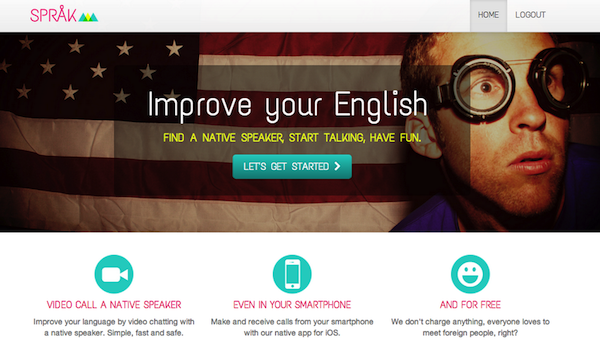 SPRÅK
HOME LOGOUT
Improve your English
FIND A NATIVE SPEAKER, START TALKING, HAVE FUN.
LET'S GET STARTED
VIDEO CALL A NATIVE SPEAKER
Improve your language by video chatting with
a native speaker. Simple, fast and safe.
EVEN IN YOUR SMARTPHONE
Make and receive calls from your smartphone
with our native app for iOS.
AND FOR FREE
We don't charge anything, everyone loves to
meet foreign people, right?